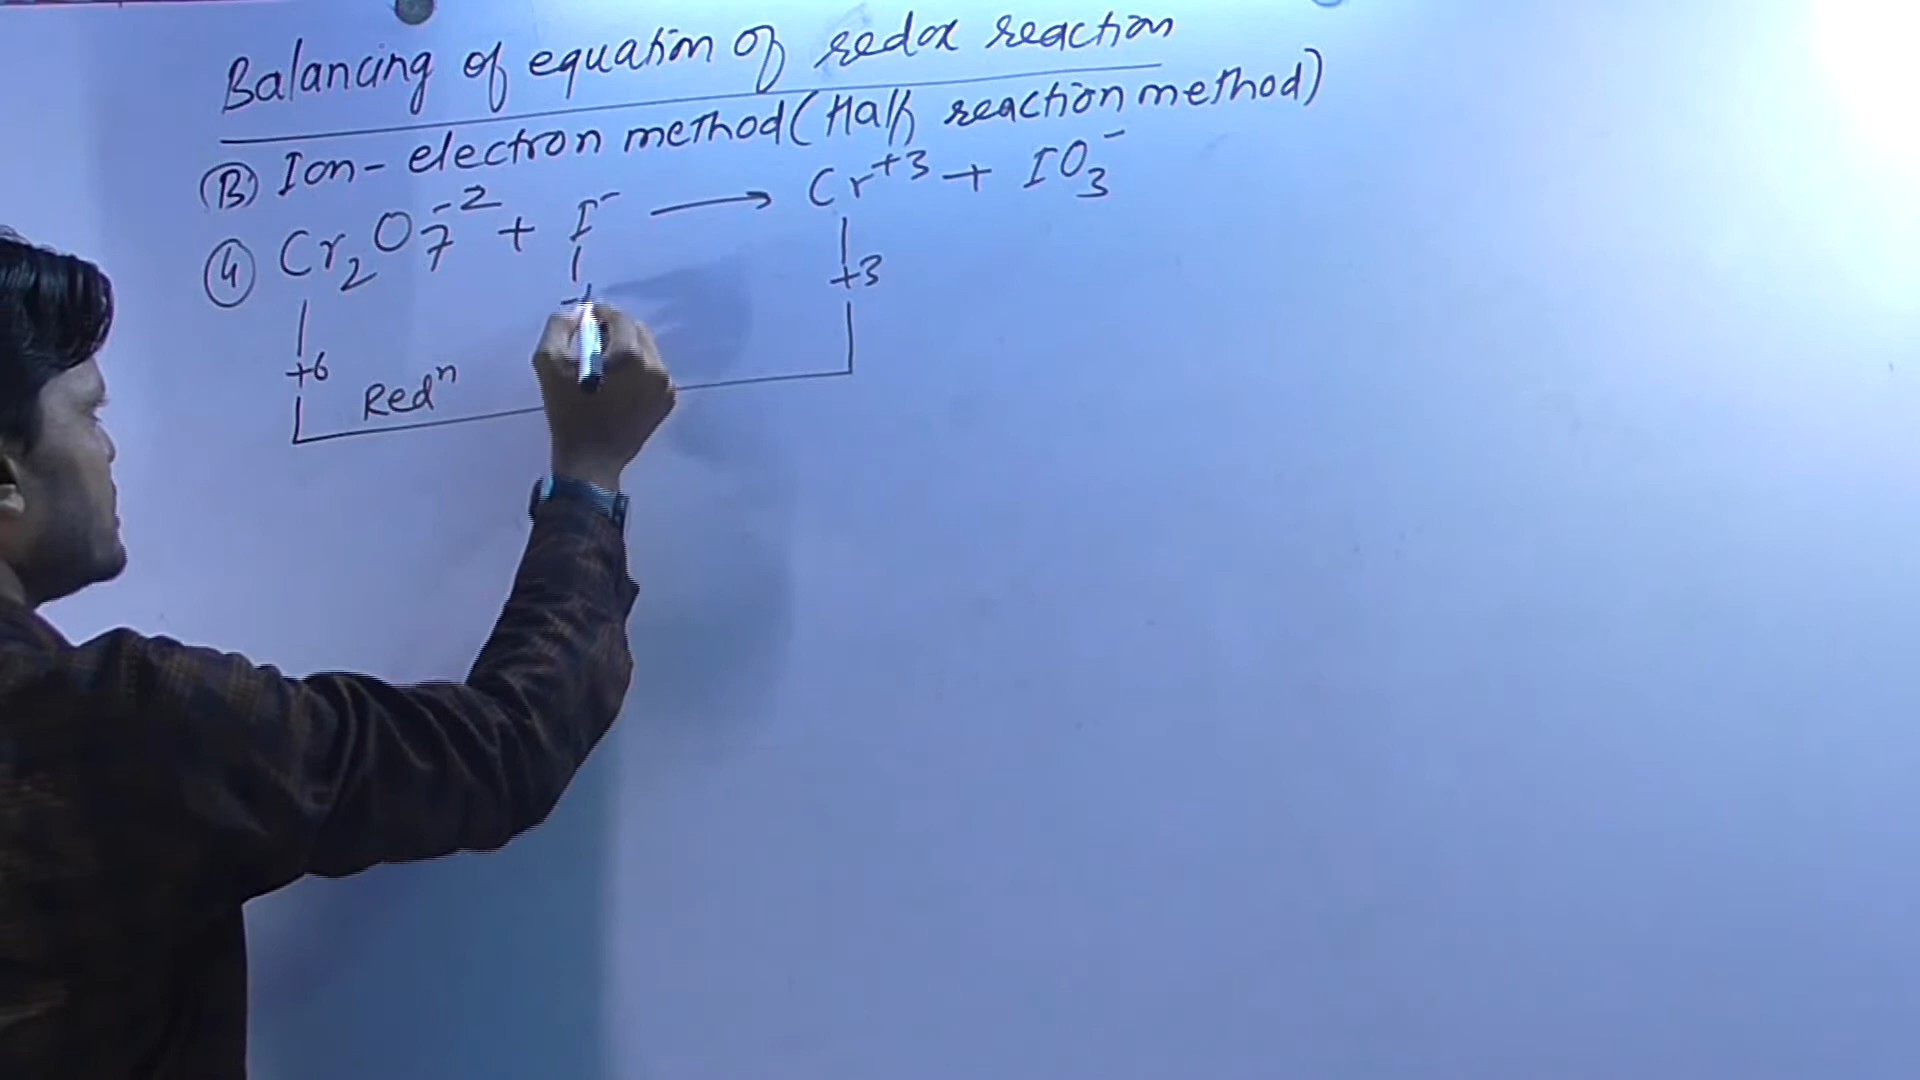 Balancing of equation of redox reaction
(B) Ion-electron method (Half reaction method)
(4) Cr₂O₇⁻² + I⁻ ⟶ Cr⁺³ + IO₃⁻
+6 -1 +3
Redⁿ